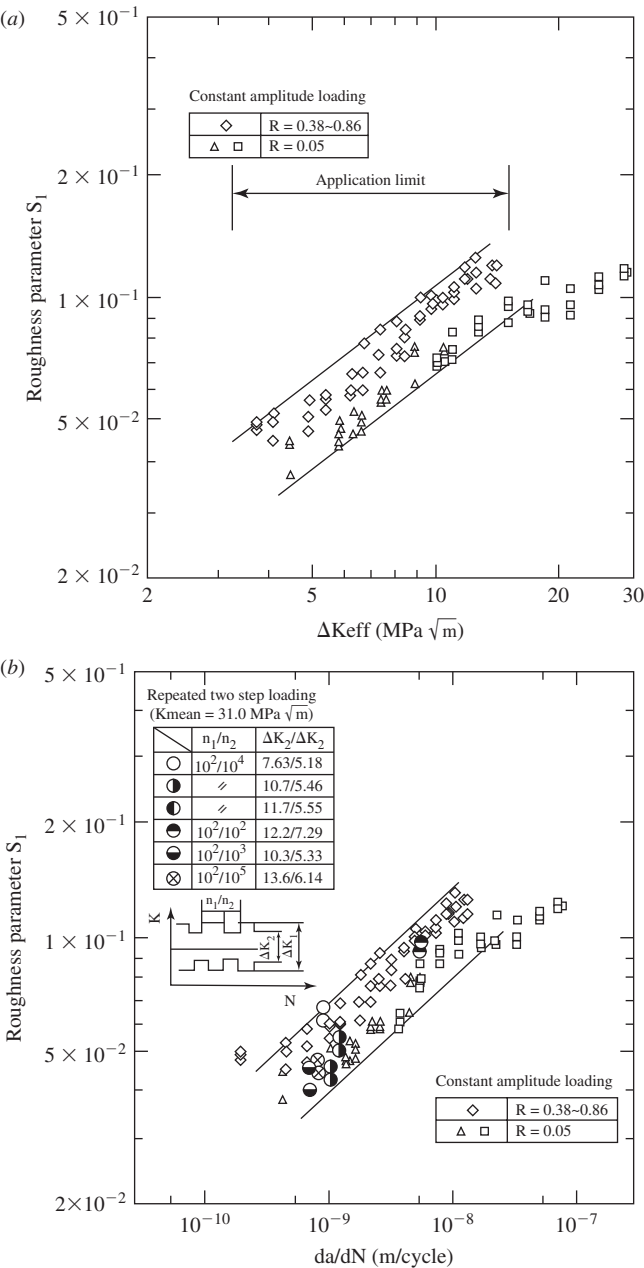 (a)
5 × 10⁻¹
Constant amplitude loading
◇ R = 0.38~0.86
△ □ R = 0.05
2 × 10⁻¹
Application limit
1 × 10⁻¹
Roughness parameter S₁
5 × 10⁻²
2 × 10⁻²
2 5 10 20 30
ΔKeff (MPa √m)
(b)
5 × 10⁻¹
Repeated two step loading
(Kmean = 31.0 MPa √m)
n₁/n₂ ΔK₂/ΔK₂
10²/10⁴ 7.63/5.18
〃 10.7/5.46
〃 11.7/5.55
10²/10² 12.2/7.29
10²/10³ 10.3/5.33
10²/10⁵ 13.6/6.14
2 × 10⁻¹
n₁/n₂
K
ΔK₂
ΔK₁
N
1 × 10⁻¹
Roughness parameter S₁
5 × 10⁻²
Constant amplitude loading
◇ R = 0.38~0.86
△ □ R = 0.05
2×10⁻²
10⁻¹⁰ 10⁻⁹ 10⁻⁸ 10⁻⁷
da/dN (m/cycle)